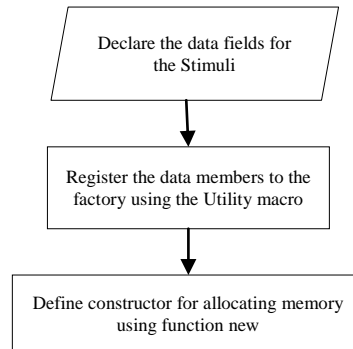 Declare the data fields for
the Stimuli
Register the data members to the
factory using the Utility macro
Define constructor for allocating memory
using function new